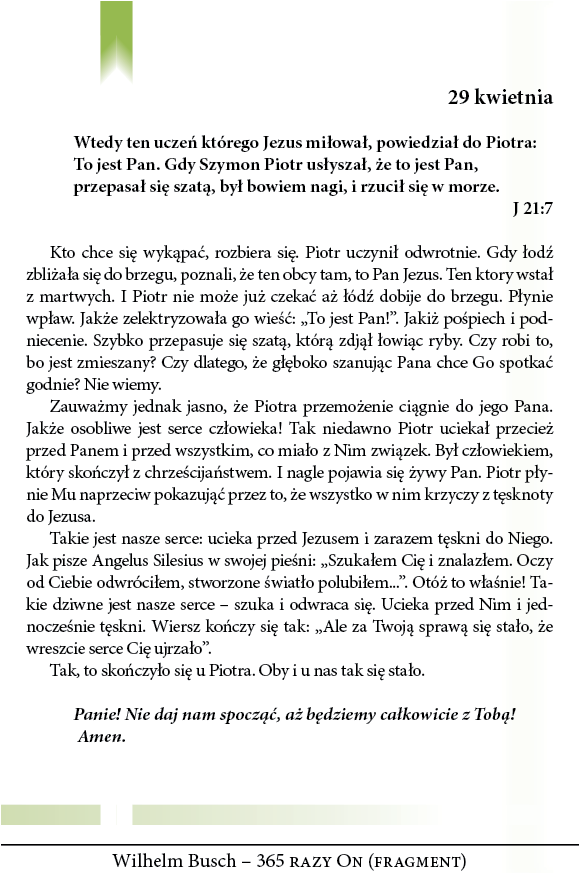 29 kwietnia
Wtedy ten uczeń którego Jezus miłował, powiedział do Piotra:
To jest Pan. Gdy Szymon Piotr usłyszał, że to jest Pan,
przepasał się szatą, był bowiem nagi, i rzucił się w morze.
J 21:7
Kto chce się wykąpać, rozbiera się. Piotr uczynił odwrotnie. Gdy łodź
zbliżała się do brzegu, poznali, że ten obcy tam, to Pan Jezus. Ten ktory wstał
z martwych. I Piotr nie może już czekać aż łódź dobije do brzegu. Płynie
wpław. Jakże zelektryzowała go wieść: „To jest Pan!”. Jakiż pośpiech i pod-
niecenie. Szybko przepasuje się szatą, którą zdjął łowiąc ryby. Czy robi to,
bo jest zmieszany? Czy dlatego, że głęboko szanując Pana chce Go spotkać
godnie? Nie wiemy.
Zauważmy jednak jasno, że Piotra przemożenie ciągnie do jego Pana.
Jakże osobliwe jest serce człowieka! Tak niedawno Piotr uciekał przecież
przed Panem i przed wszystkim, co miało z Nim związek. Był człowiekiem,
który skończył z chrześcijaństwem. I nagle pojawia się żywy Pan. Piotr pły-
nie Mu naprzeciw pokazująć przez to, że wszystko w nim krzyczy z tęsknoty
do Jezusa.
Takie jest nasze serce: ucieka przed Jezusem i zarazem tęskni do Niego.
Jak pisze Angelus Silesius w swojej pieśni: „Szukałem Cię i znalazłem. Oczy
od Ciebie odwróciłem, stworzone światło polubiłem...”. Otóż to właśnie! Ta-
kie dziwne jest nasze serce – szuka i odwraca się. Ucieka przed Nim i jed-
nocześnie tęskni. Wiersz kończy się tak: „Ale za Twoją sprawą się stało, że
wreszcie serce Cię ujrzało”.
Tak, to skończyło się u Piotra. Oby i u nas tak się stało.
Panie! Nie daj nam spocząć, aż będziemy całkowicie z Tobą!
Amen.
Wilhelm Busch – 365 razy On (fragment)